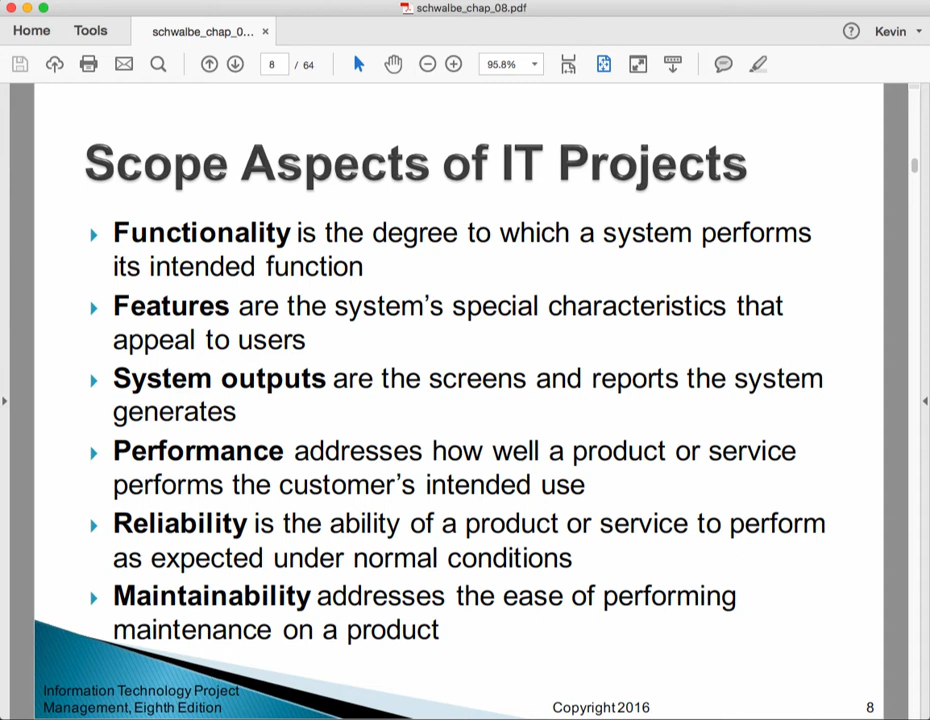 schwalbe_chap_08.pdf
Home Tools schwalbe_chap_0... × ? Kevin
8 / 64 95.8%
Scope Aspects of IT Projects
Functionality is the degree to which a system performs
its intended function
Features are the system’s special characteristics that
appeal to users
System outputs are the screens and reports the system
generates
Performance addresses how well a product or service
performs the customer’s intended use
Reliability is the ability of a product or service to perform
as expected under normal conditions
Maintainability addresses the ease of performing
maintenance on a product
Information Technology Project
Management, Eighth Edition
Copyright 2016
8